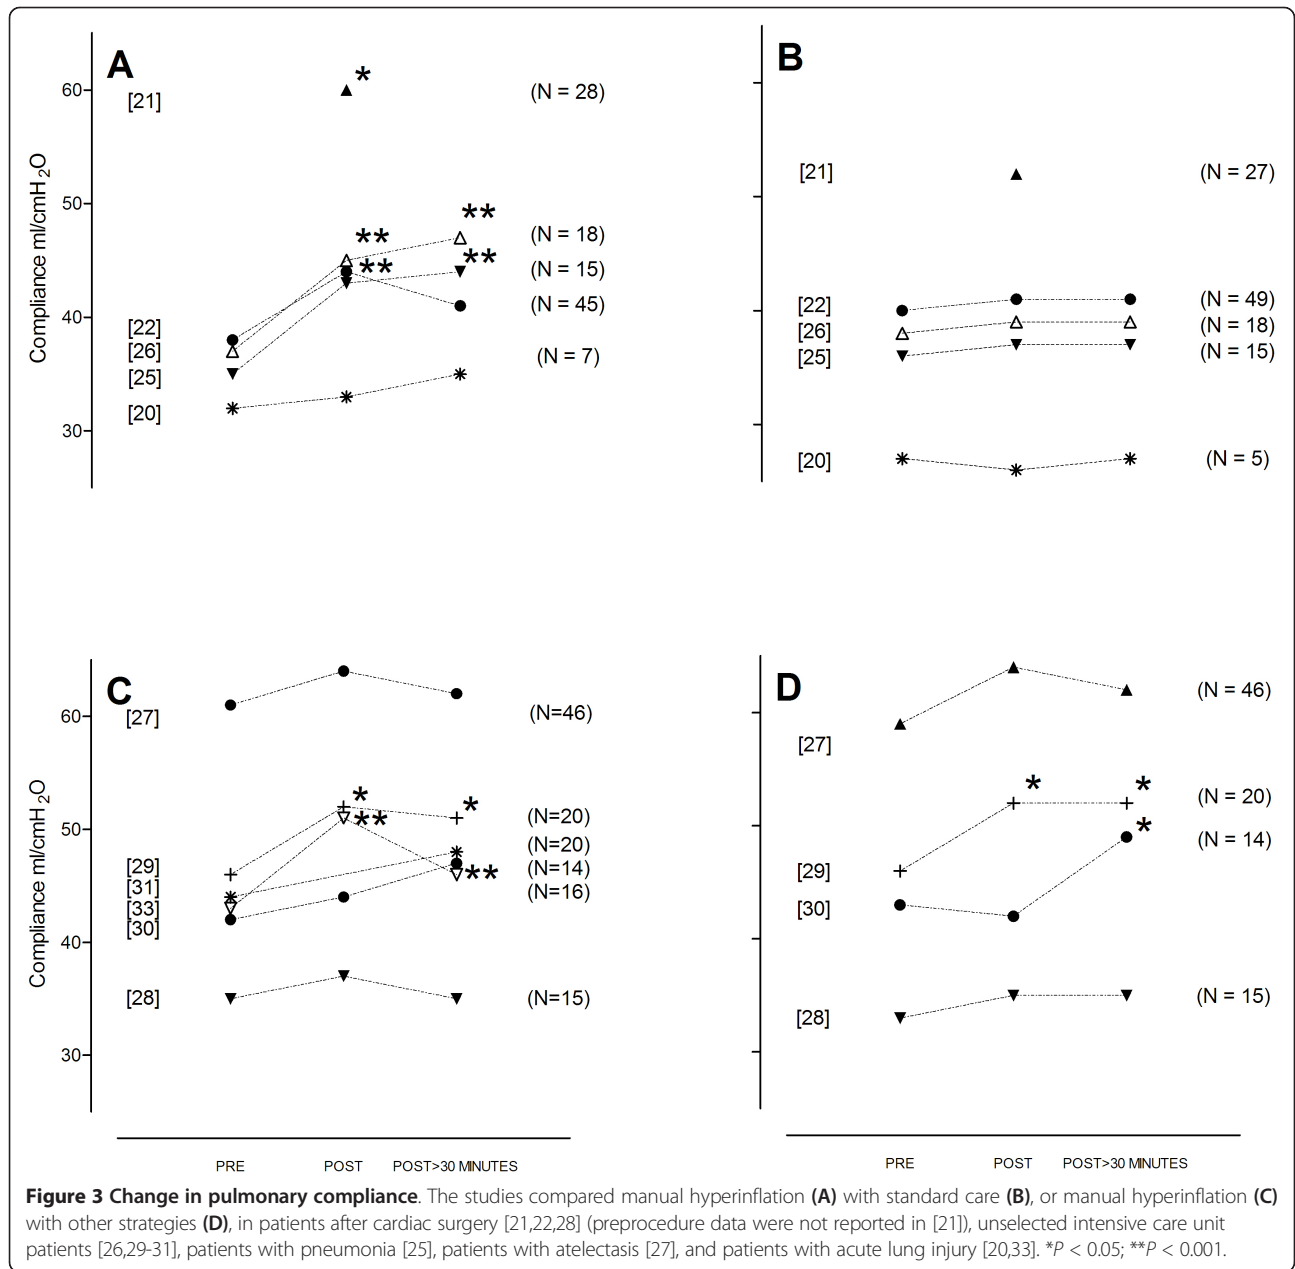 A
B
60
[21]
*
(N = 28)
[21]
(N = 27)
Compliance ml/cmH2O
50
**
**
(N = 18)
**
**
(N = 15)
(N = 45)
40
[22]
[26]
[25]
[20]
(N = 7)
30
[22]
[26]
[25]
(N = 49)
(N = 18)
(N = 15)
[20]
(N = 5)
C
D
60
[27]
(N=46)
[27]
(N = 46)
Compliance ml/cmH2O
50
*
**
*
(N=20)
(N=20)
(N=14)
(N=16)
**
[29]
[31]
[33]
[30]
40
[28]
(N=15)
30
*
*
(N = 20)
*
(N = 14)
[29]
[30]
[28]
(N = 15)
PRE POST POST>30 MINUTES
PRE POST POST>30 MINUTES
Figure 3 Change in pulmonary compliance. The studies compared manual hyperinflation (A) with standard care (B), or manual hyperinflation (C)
with other strategies (D), in patients after cardiac surgery [21,22,28] (preprocedure data were not reported in [21]), unselected intensive care unit
patients [26,29-31], patients with pneumonia [25], patients with atelectasis [27], and patients with acute lung injury [20,33]. *P < 0.05; **P < 0.001.